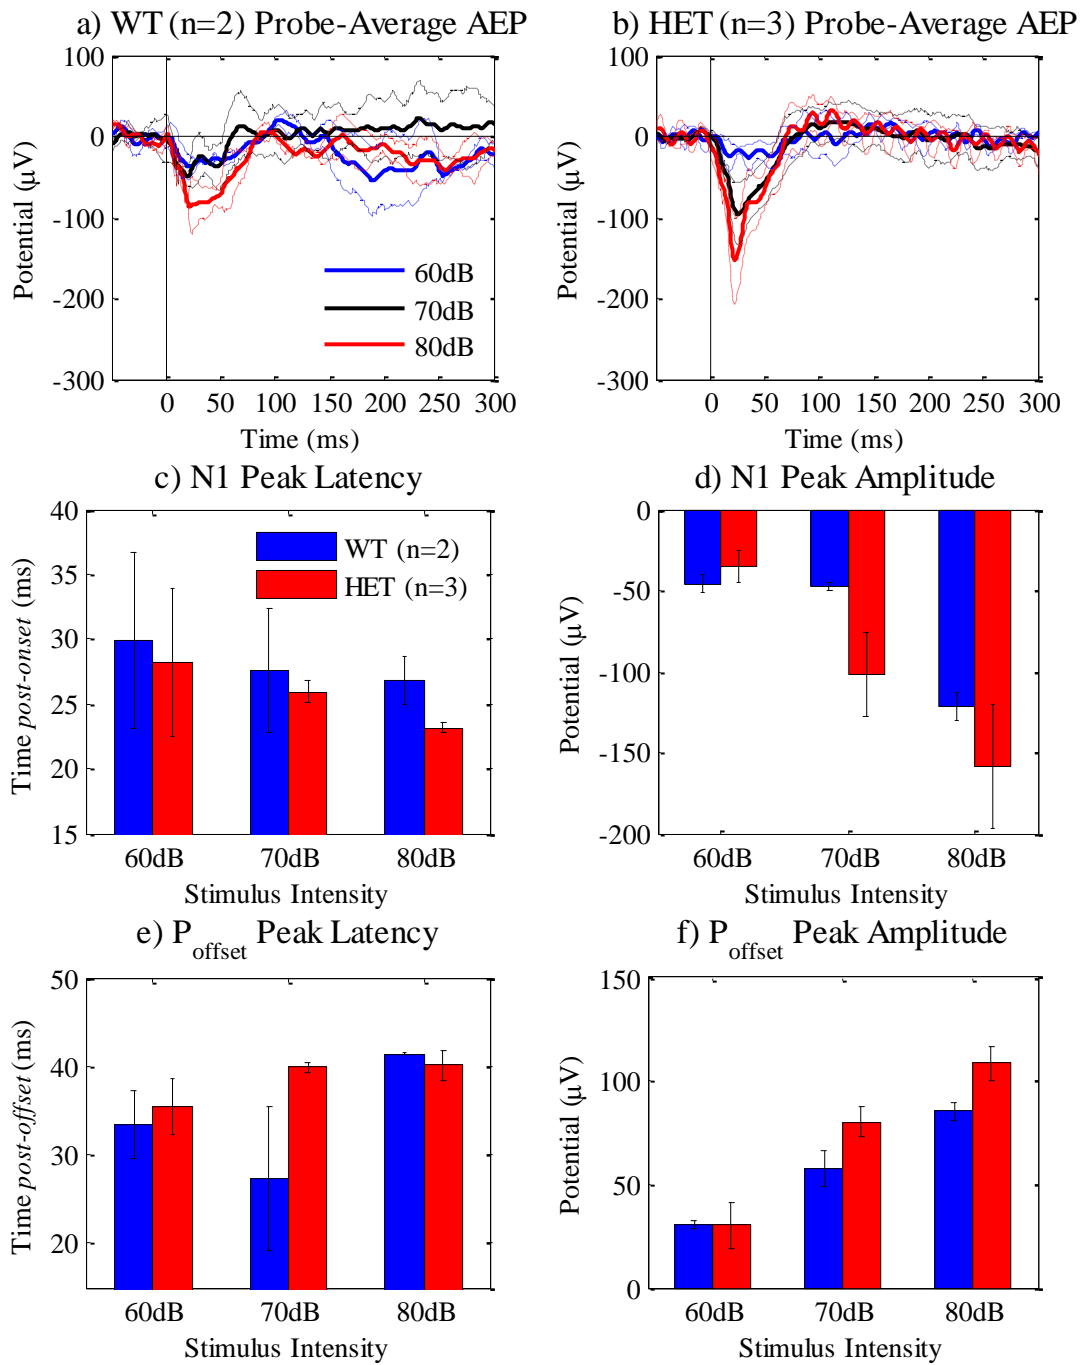 a) WT (n=2) Probe-Average AEP
100
0
-100
-200
-300
Potential (μV)
60dB
70dB
80dB
0 50 100 150 200 250 300
Time (ms)
b) HET (n=3) Probe-Average AEP
100
0
-100
-200
-300
Potential (μV)
0 50 100 150 200 250 300
Time (ms)
c) N1 Peak Latency
40
35
30
25
20
15
Time post-onset (ms)
WT (n=2)
HET (n=3)
60dB 70dB 80dB
Stimulus Intensity
d) N1 Peak Amplitude
0
-50
-100
-150
-200
Potential (μV)
60dB 70dB 80dB
Stimulus Intensity
e) Poffset Peak Latency
50
40
30
20
Time post-offset (ms)
60dB 70dB 80dB
Stimulus Intensity
f) Poffset Peak Amplitude
150
100
50
0
Potential (μV)
60dB 70dB 80dB
Stimulus Intensity